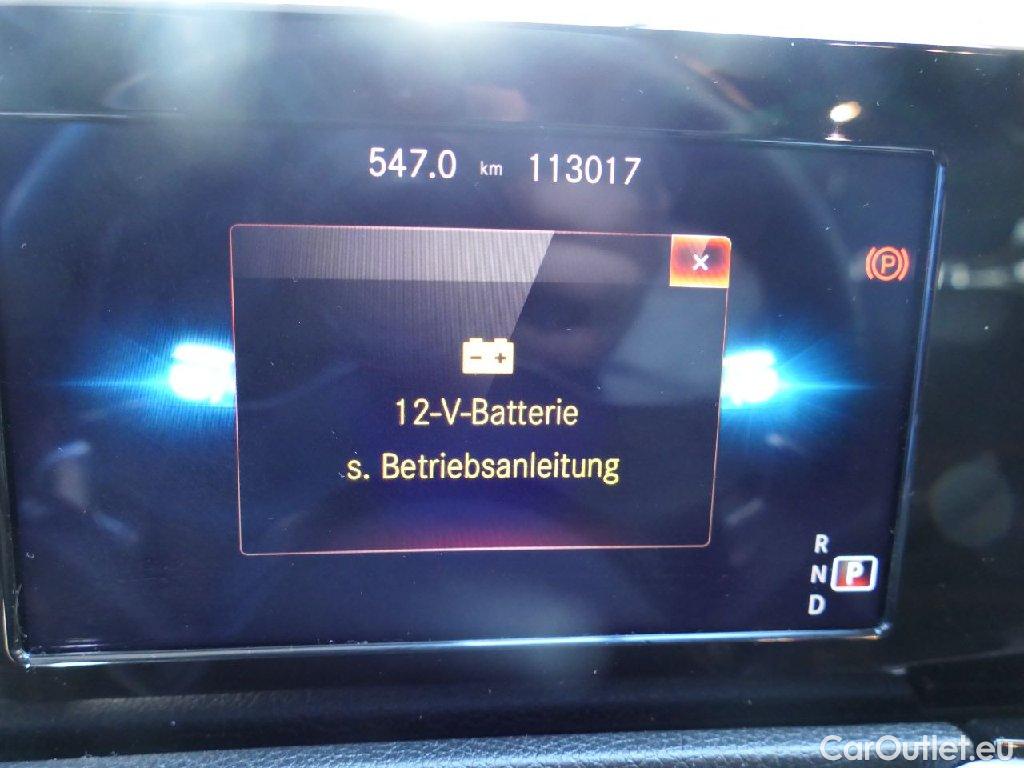 547.0 km 113017
×
12-V-Batterie
s. Betriebsanleitung
P
R
N P
D
CarOutlet.eu